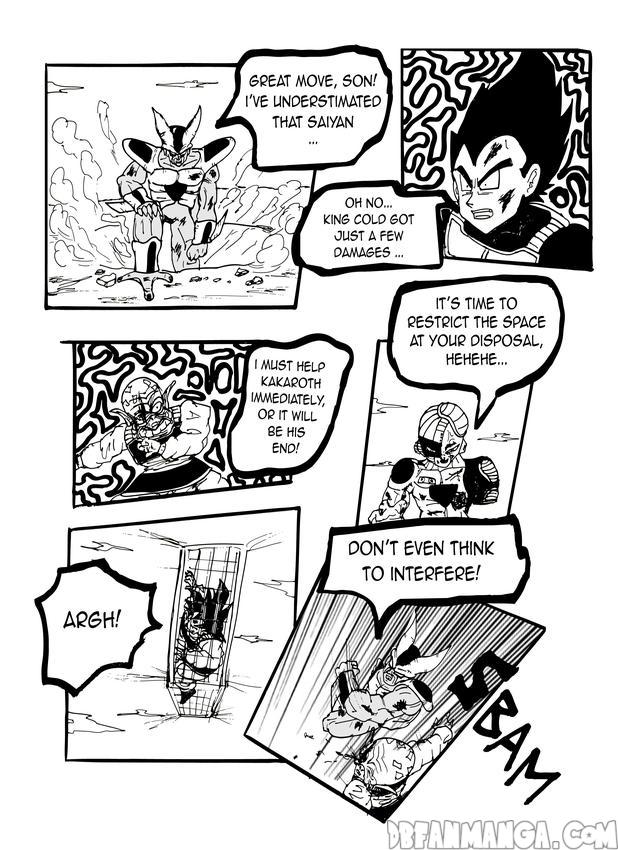 GREAT MOVE, SON!
I'VE UNDERSTIMATED
THAT SAIYAN
...
OH NO...
KING COLD GOT
JUST A FEW
DAMAGES ...
IT'S TIME TO
RESTRICT THE SPACE
AT YOUR DISPOSAL,
HEHEHE...
I MUST HELP
KAKAROTH
IMMEDIATELY,
OR IT WILL
BE HIS
END!
ARGH!
DON'T EVEN THINK
TO INTERFERE!
SBAM
DBFANMANGA.COM